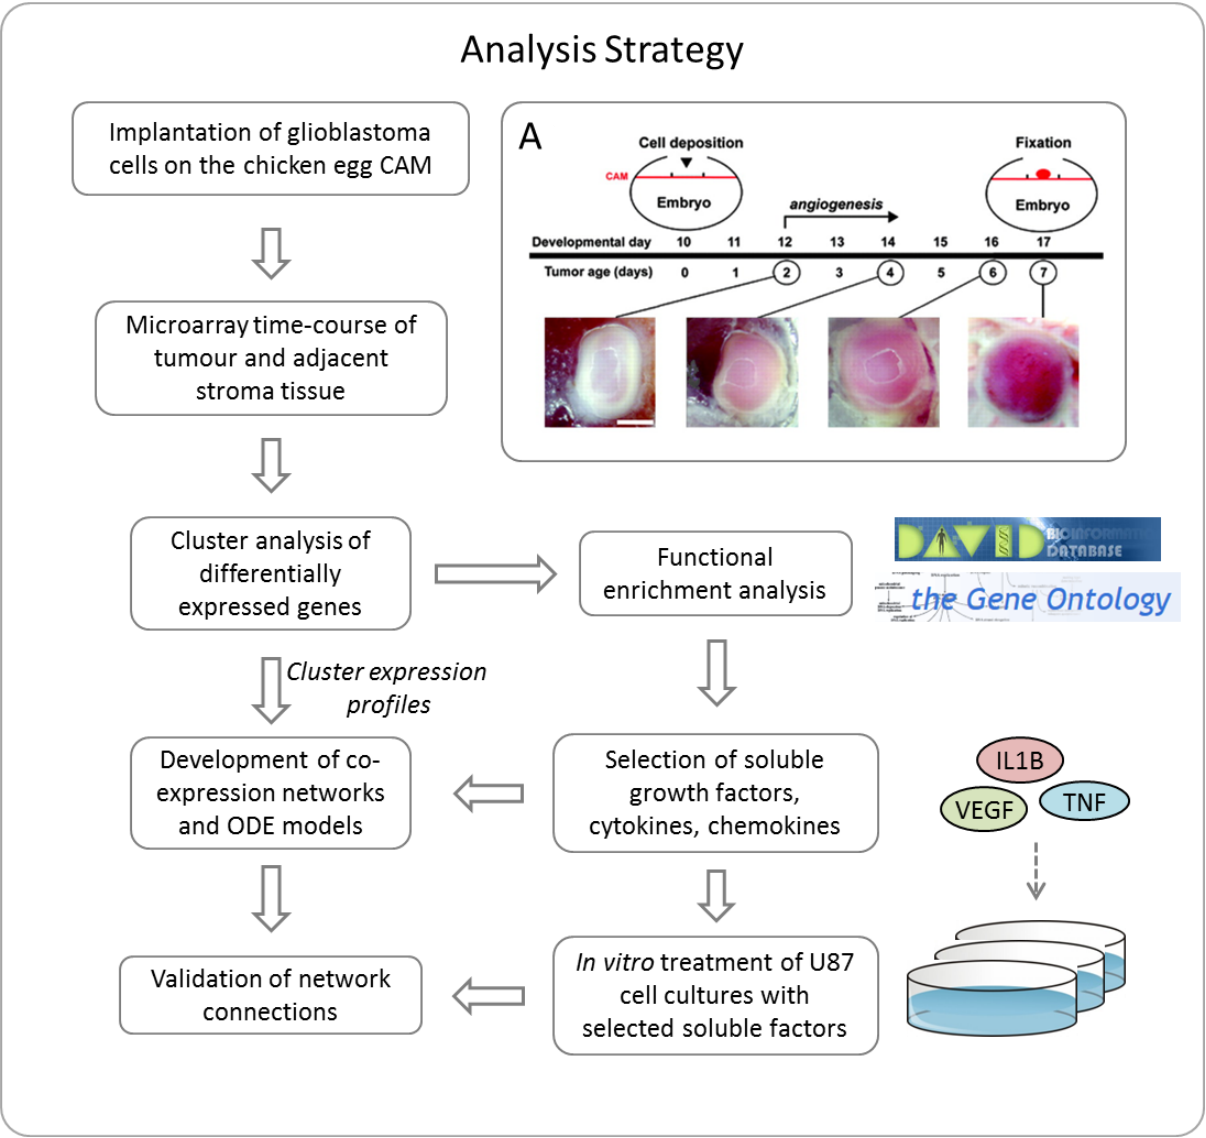 Analysis Strategy
Implantation of glioblastoma
cells on the chicken egg CAM
Microarray time-course of
tumour and adjacent
stroma tissue
Cluster analysis of
differentially
expressed genes
Cluster expression
profiles
Development of co-
expression networks
and ODE models
Validation of network
connections
A
Cell deposition
CAM
Embryo
angiogenesis
Fixation
Embryo
Developmental day 10 11 12 13 14 15 16 17
Tumor age (days) 0 1 2 3 4 5 6 7
Functional
enrichment analysis
DAVID BIOINFORMATIC
DATABASE
the Gene Ontology
Selection of soluble
growth factors,
cytokines, chemokines
IL1B
VEGF
TNF
In vitro treatment of U87
cell cultures with
selected soluble factors